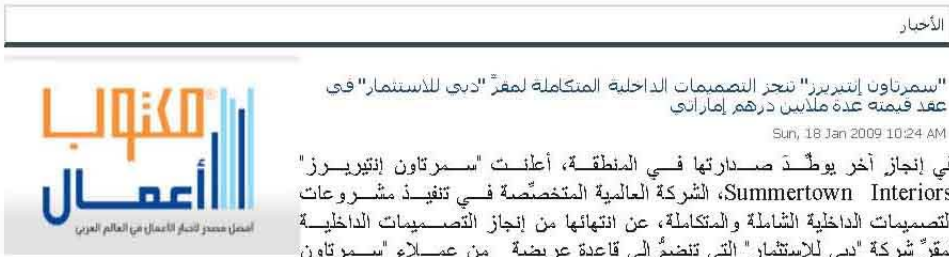 الأخبار
"سمرتاون إنتيريرز" تنجز التصميمات الداخلية المتكاملة لمقرّ "دبي للاستثمار" في
عقد قيمته عدة ملايين درهم إماراتي
Sun, 18 Jan 2009 10:24 AM
في إنجاز آخر يوطّد صدارتها في المنطقة، أعلنت "سمرتاون إنتيريرز"
Summertown Interiors، الشركة العالمية المتخصّصة في تنفيذ مشروعات
التصميمات الداخلية الشاملة والمتكاملة، عن انتهائها من إنجاز التصميمات الداخلية
لمقرّ شركة "دبي للاستثمار" التي تنضمُّ إلى قاعدة عريضة من عملاء "سمرتاون
مكتوب
أعمال
أفضل مصدر لأخبار الأعمال في العالم العربي